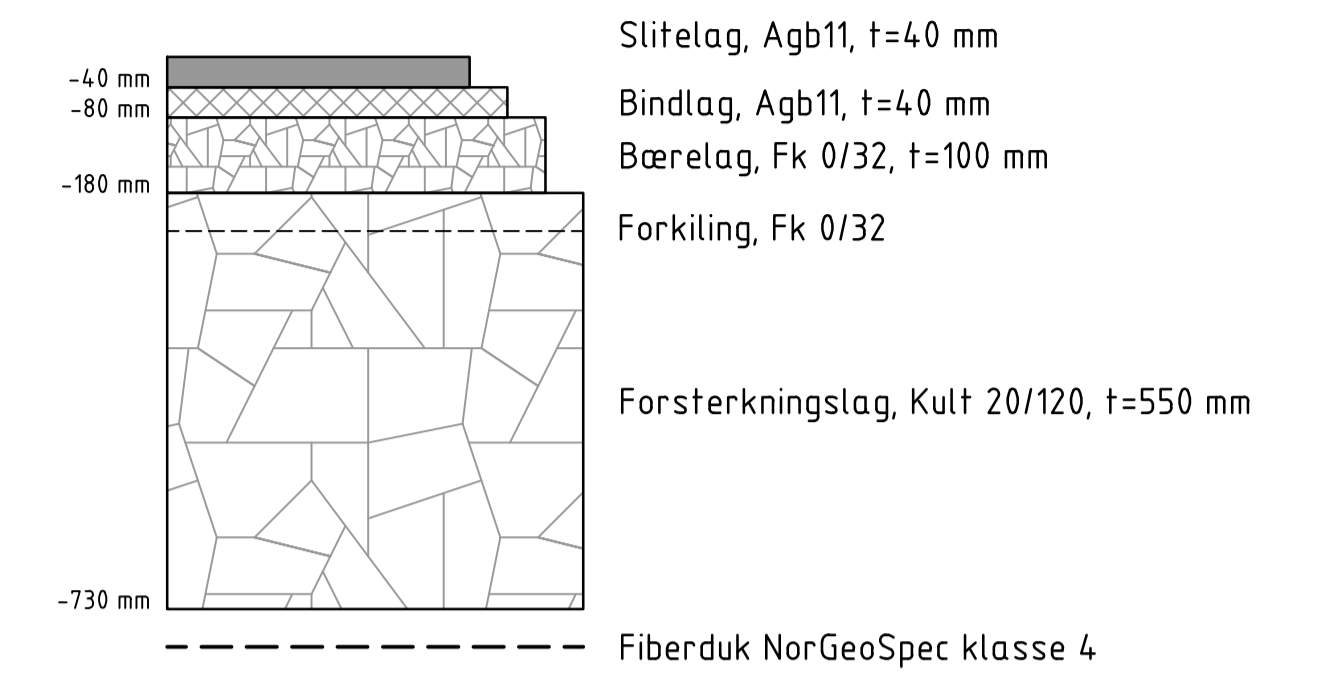 Slitelag, Agb11, t=40 mm
-40 mm
Bindlag, Agb11, t=40 mm
-80 mm
Bærelag, Fk 0/32, t=100 mm
-180 mm
Forkiling, Fk 0/32
Forsterkningslag, Kult 20/120, t=550 mm
-730 mm
Fiberduk NorGeoSpec klasse 4